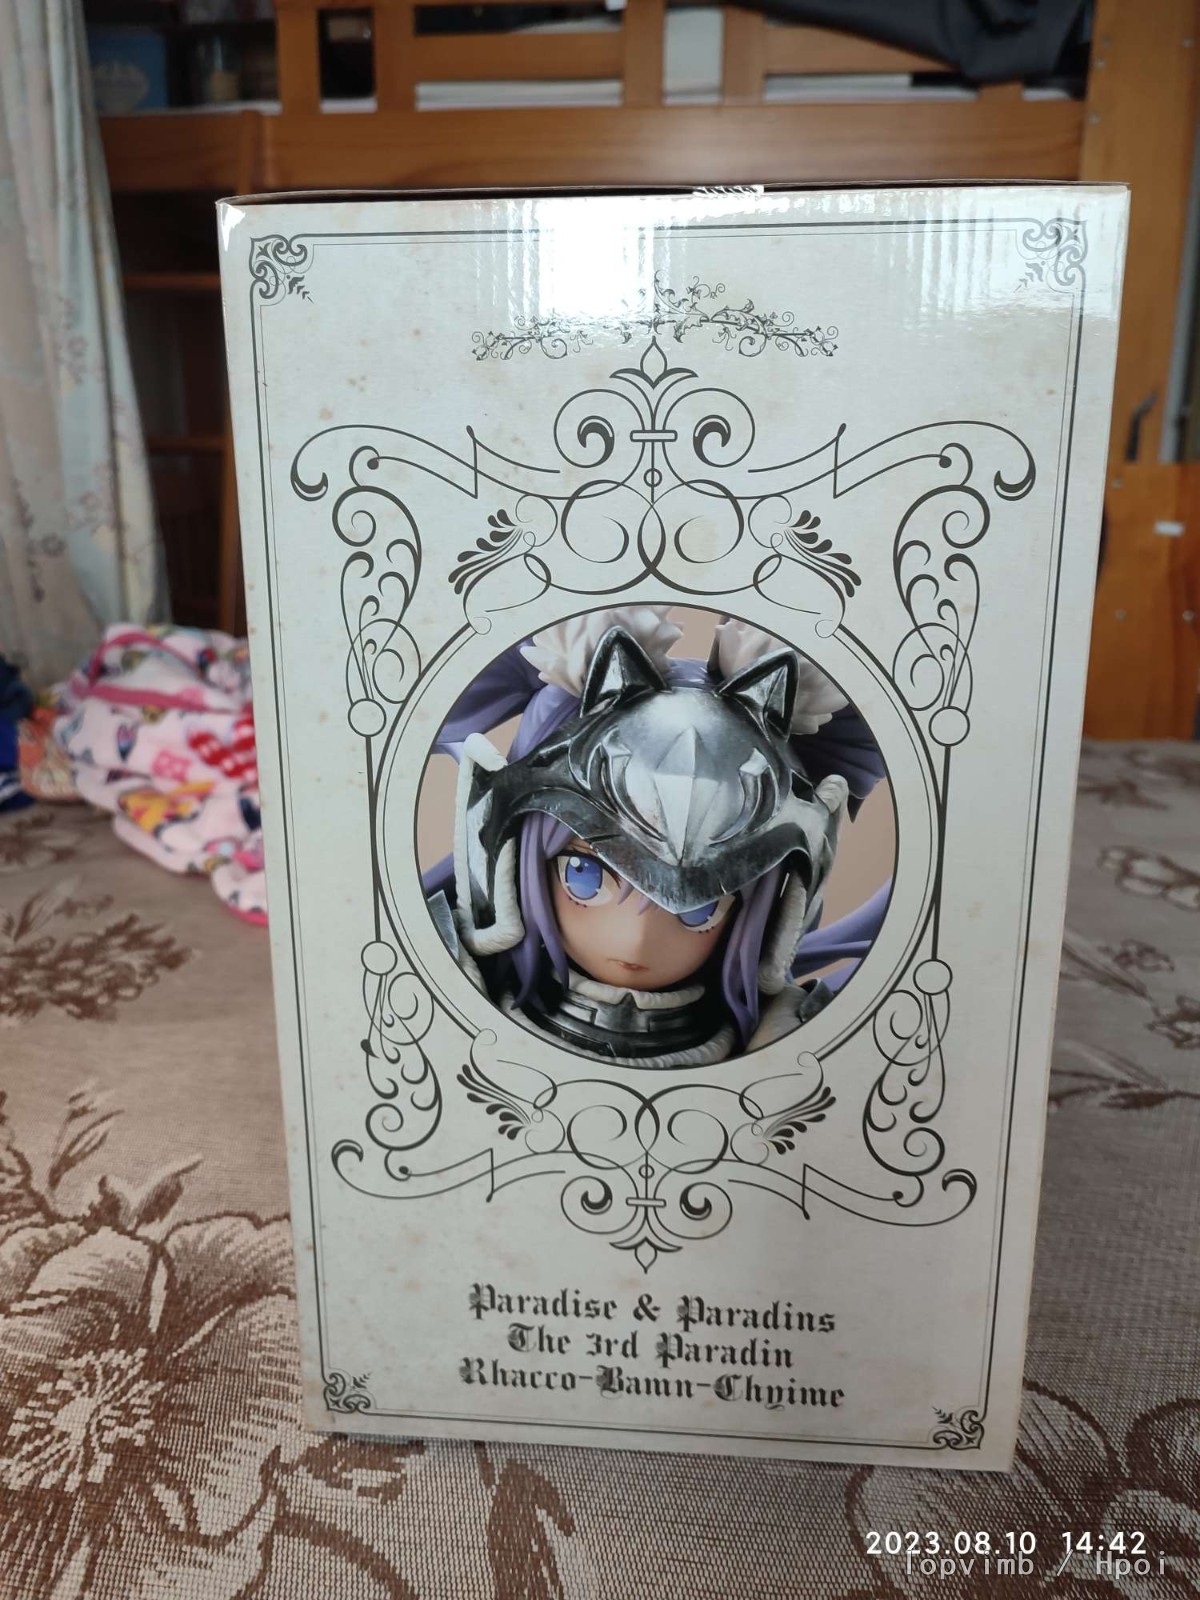 Paradise & Paradins
The 3rd Paradin
Rhacco-Bamn-Chyime
2023.08.10 14:42
Topvimb / Hpoi